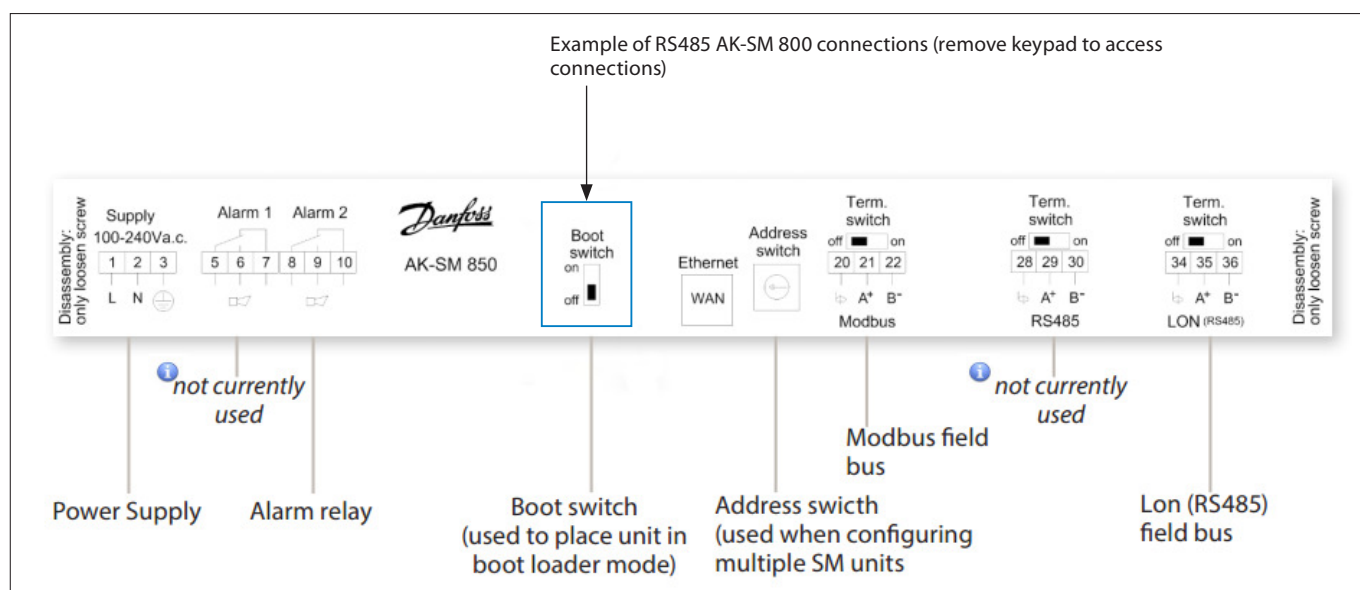 Example of RS485 AK-SM 800 connections (remove keypad to access
connections)
Disassembly:
only loosen screw
Supply
100-240Va.c.
1 2 3
L N
Alarm 1 Alarm 2
5 6 7 8 9 10
Danfoss
AK-SM 850
Boot
switch
on
off
Ethernet
WAN
Address
switch
Term.
switch
off on
20 21 22
A+ B-
Modbus
Term.
switch
off on
28 29 30
A+ B-
RS485
Term.
switch
off on
34 35 36
A+ B-
LON (RS485)
Disassembly:
only loosen screw
i
not currently
used
i
not currently
used
Power Supply
Alarm relay
Boot switch
(used to place unit in
boot loader mode)
Address swicth
(used when configuring
multiple SM units
Modbus field
bus
Lon (RS485)
field bus